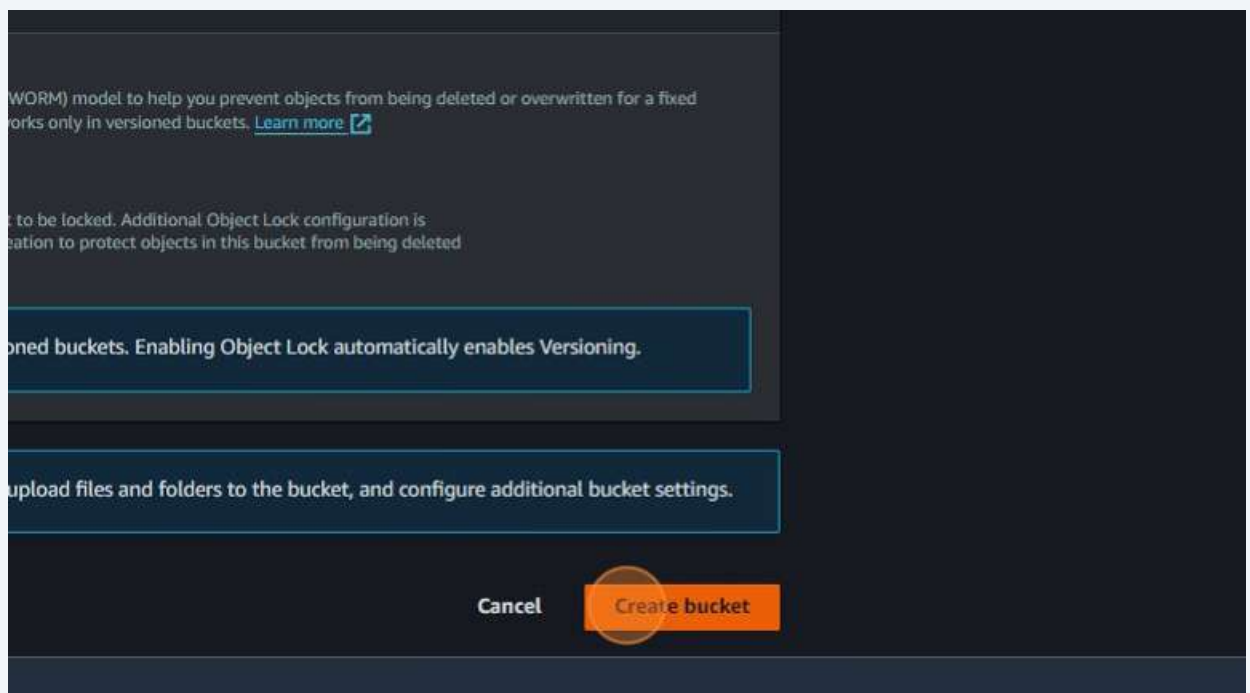 WORM) model to help you prevent objects from being deleted or overwritten for a fixed
works only in versioned buckets. Learn more
to be locked. Additional Object Lock configuration is
eation to protect objects in this bucket from being deleted
oned buckets. Enabling Object Lock automatically enables Versioning.
upload files and folders to the bucket, and configure additional bucket settings.
Cancel
Create bucket